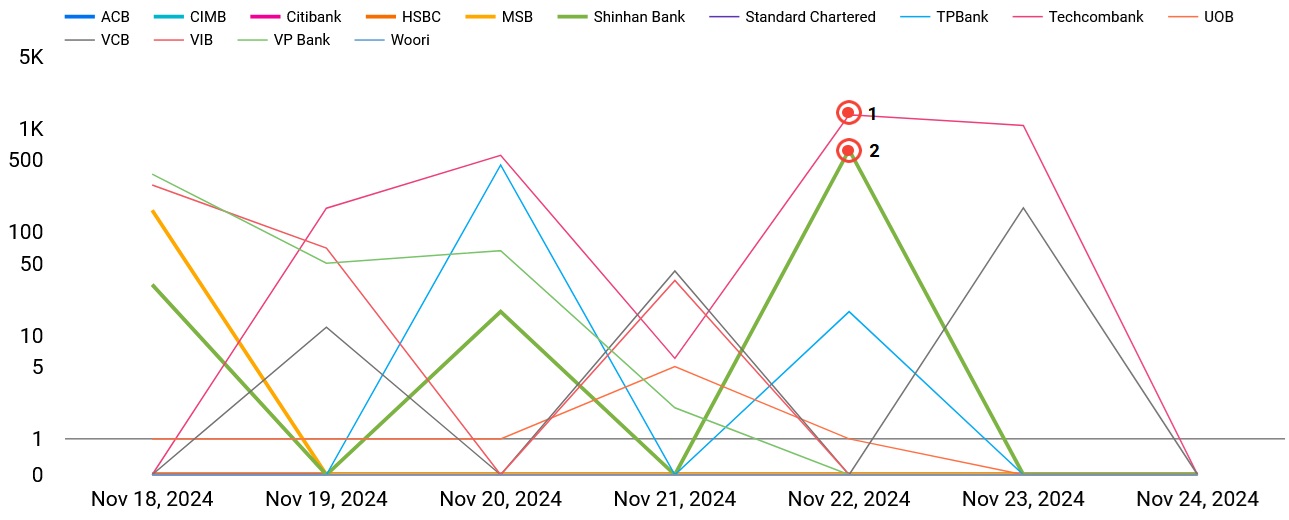 ACB CIMB Citibank HSBC MSB Shinhan Bank Standard Chartered TPBank Techcombank UOB
VCB VIB VP Bank Woori
5K
1K
500
100
50
10
5
1
0
1
2
Nov 18, 2024 Nov 19, 2024 Nov 20, 2024 Nov 21, 2024 Nov 22, 2024 Nov 23, 2024 Nov 24, 2024